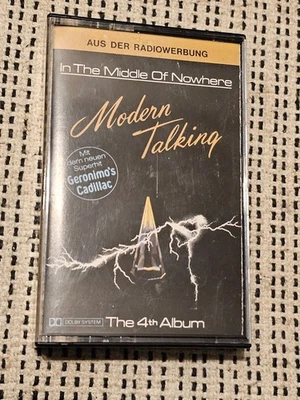 AUS DER RADIOWERBUNG
In The Middle Of Nowhere
Modern
Talking
Mit
dem neuen
Superhit
Geronimo's
Cadillac
DOLBY SYSTEM
The 4th Album